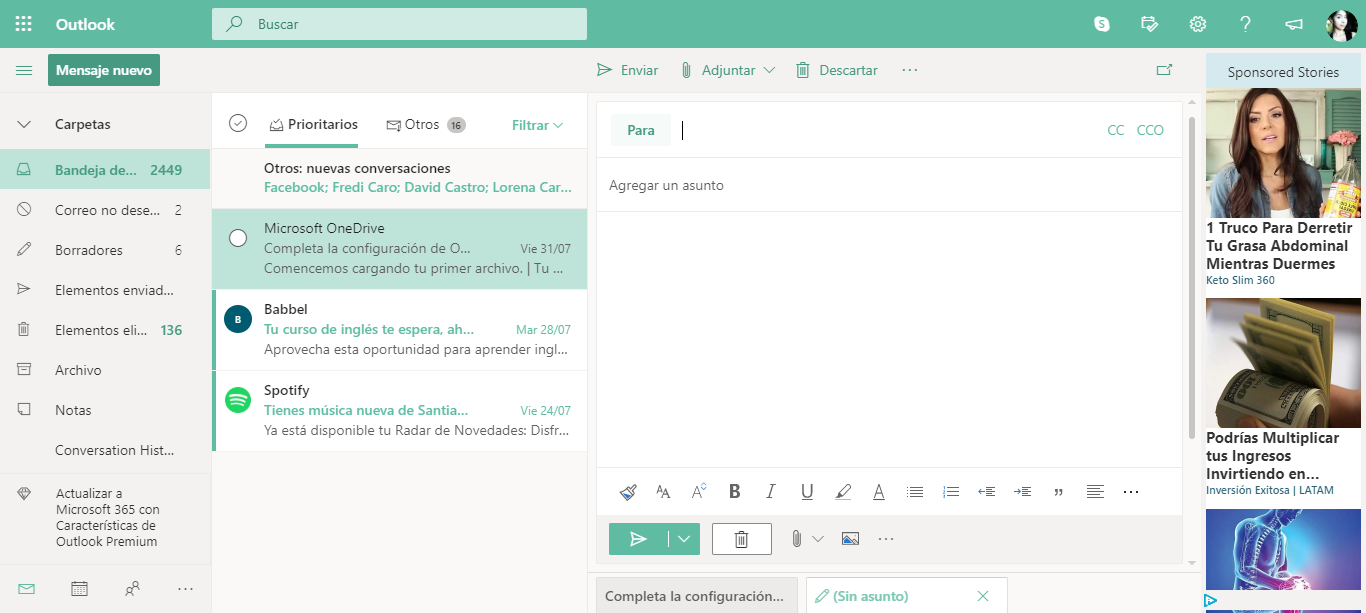 Outlook
Buscar
Mensaje nuevo
Enviar
Adjuntar
Descartar
Carpetas
Bandeja de... 2449
Correo no dese... 2
Borradores 6
Elementos enviad...
Elementos eli... 136
Archivo
Notas
Conversation Hist...
Actualizar a
Microsoft 365 con
Características de
Outlook Premium
Prioritarios
Otros 16
Filtrar
Otros: nuevas conversaciones
Facebook; Fredi Caro; David Castro; Lorena Car...
Microsoft OneDrive
Completa la configuración de O... Vie 31/07
Comencemos cargando tu primer archivo. | Tu ...
B
Babbel
Tu curso de inglés te espera, ah... Mar 28/07
Aprovecha esta oportunidad para aprender ingl...
Spotify
Tienes música nueva de Santia... Vie 24/07
Ya está disponible tu Radar de Novedades: Disfr...
Para
CC CCO
Agregar un asunto
Completa la configuración...
(Sin asunto)
Sponsored Stories
1 Truco Para Derretir
Tu Grasa Abdominal
Mientras Duermes
Keto Slim 360
Podrías Multiplicar
tus Ingresos
Invirtiendo en...
Inversión Exitosa | LATAM